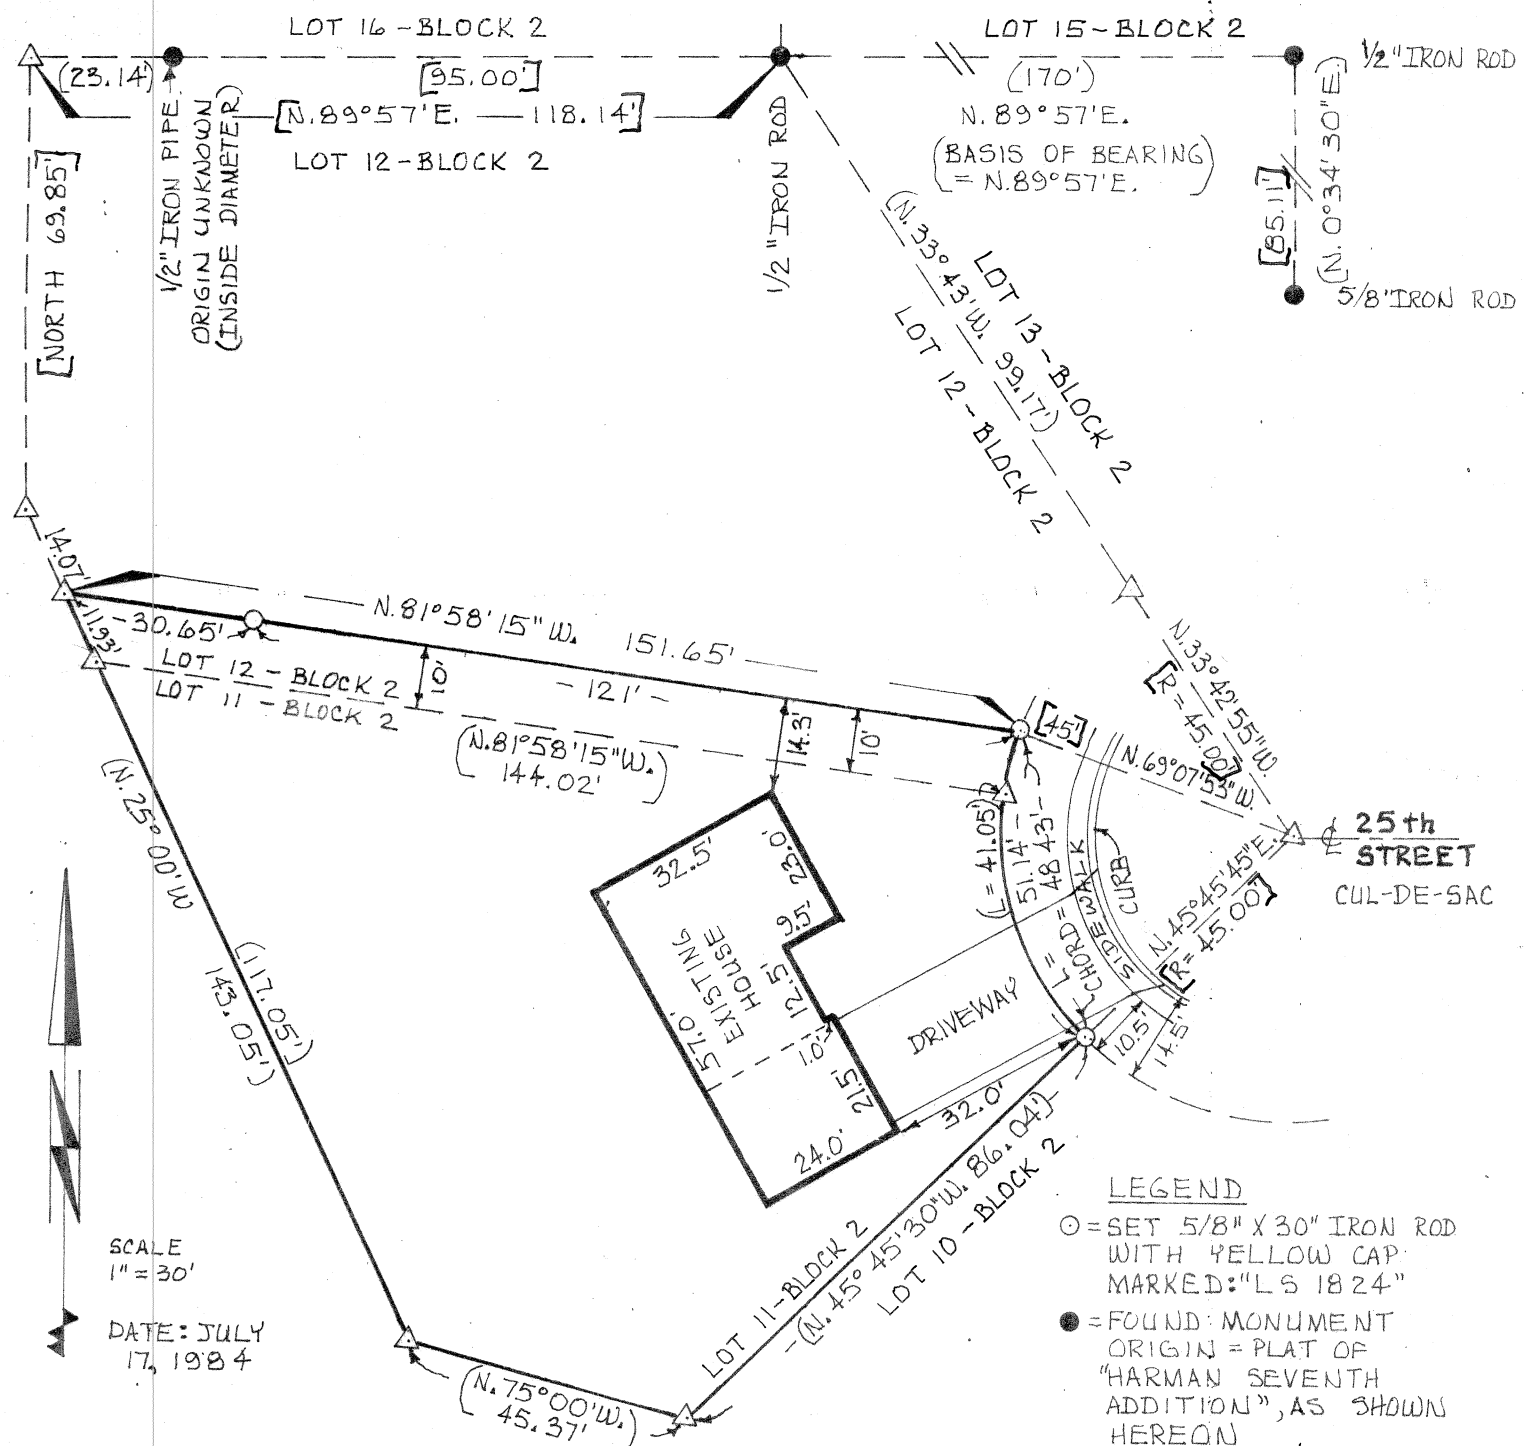 LOT 16 - BLOCK 2
LOT 15 - BLOCK 2
(23.14')
[95.00']
(170')
1/2" IRON ROD
[N.89°57'E. — 118.14']
N.89°57'E.
LOT 12 - BLOCK 2
(BASIS OF BEARING
= N.89°57'E.)
1/2" IRON PIPE
ORIGIN UNKNOWN
(INSIDE DIAMETER)
1/2" IRON ROD
[NORTH 69.85']
[85.11']
(N. 0°34'30"E.)
5/8" IRON ROD
(N.33°43'W. 99.17')
LOT 13 - BLOCK 2
LOT 12 - BLOCK 2
14.07'
11.93'
N.81°58'15"W. 151.65'
-30.65'
LOT 12 - BLOCK 2
LOT 11 - BLOCK 2
10'
-121'-
(N.81°58'15"W.
144.02')
14.3'
10'
[45']
N.33°42'55"W.
[R=45.00']
N.69°07'53"W.
℄ 25th
STREET
CUL-DE-SAC
N.45°45'45"E.
[R=45.00']
(L=41.05')
L = 51.14'
(CHORD= 48.43'
SIDEWALK
CURB
(N.25°00'W.
(117.05')
143.05')
32.5'
23.0'
9.5'
12.5'
EXISTING
HOUSE
57.0'
1.0'
21.5'
24.0'
DRIVEWAY
10.5'
14.5'
32.0'
(N.45°45'30"W. 86.04')
LOT 11 - BLOCK 2
LOT 10 - BLOCK 2
(N.75°00'W.
45.37')
SCALE
1"=30'
DATE: JULY
17, 1984
LEGEND
⊙ = SET 5/8" X 30" IRON ROD
WITH YELLOW CAP
MARKED: "LS 1824"
● = FOUND MONUMENT
ORIGIN = PLAT OF
"HARMAN SEVENTH
ADDITION", AS SHOWN
HEREON